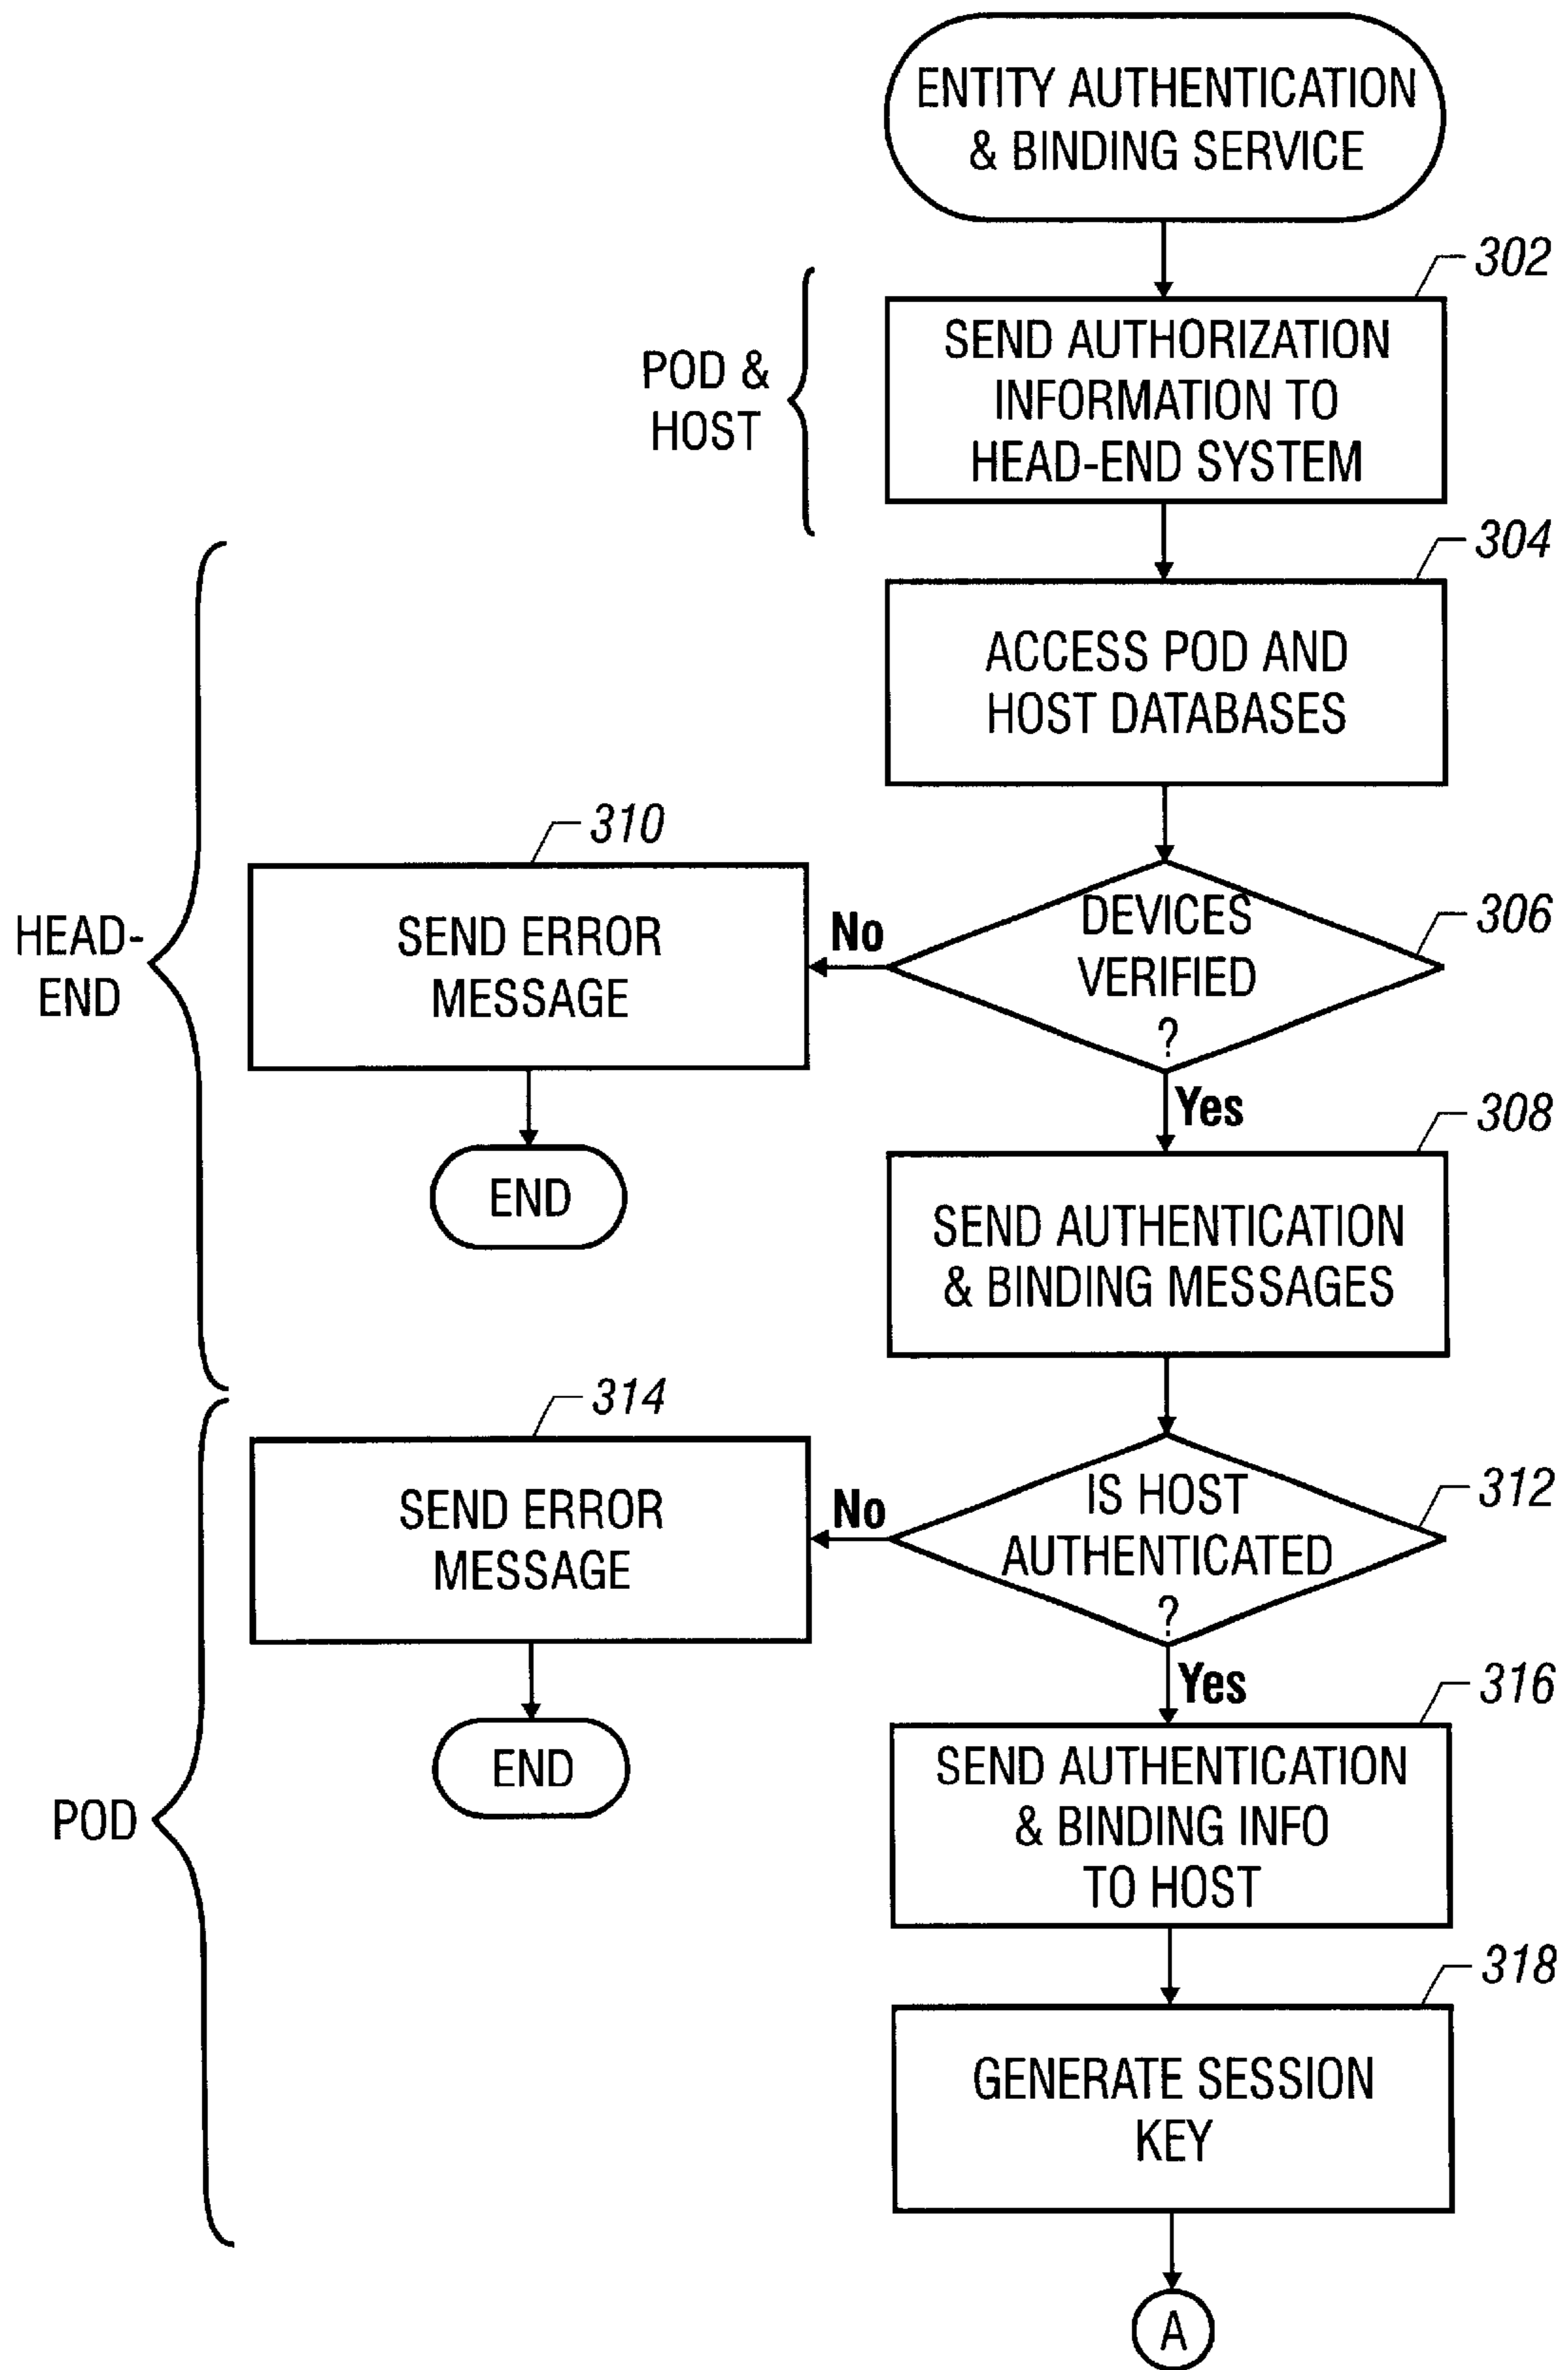 ENTITY AUTHENTICATION
& BINDING SERVICE
302
POD &
HOST
SEND AUTHORIZATION
INFORMATION TO
HEAD-END SYSTEM
304
ACCESS POD AND
HOST DATABASES
HEAD-
END
310
SEND ERROR
MESSAGE
No
DEVICES
VERIFIED
?
306
Yes
END
308
SEND AUTHENTICATION
& BINDING MESSAGES
314
SEND ERROR
MESSAGE
No
IS HOST
AUTHENTICATED
?
312
Yes
END
POD
316
SEND AUTHENTICATION
& BINDING INFO
TO HOST
318
GENERATE SESSION
KEY
A